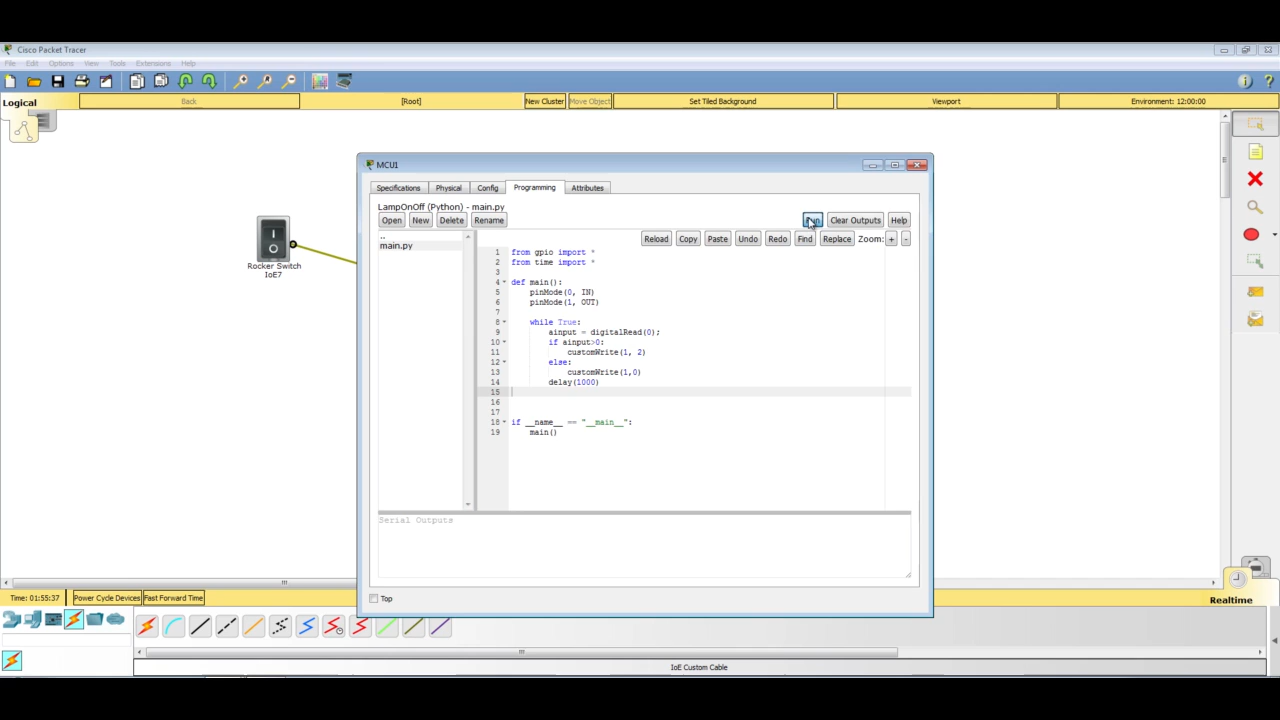 Cisco Packet Tracer
File Edit Options View Tools Extensions Help
Logical Back [Root] New Cluster Move Object Set Tiled Background Viewport Environment: 12:00:00
MCU1
Specifications Physical Config Programming Attributes
LampOnOff (Python) - main.py
Open New Delete Rename Run Clear Outputs Help
Reload Copy Paste Undo Redo Find Replace Zoom: + -
..
main.py
1 from gpio import *
2 from time import *
3
4 def main():
5 pinMode(0, IN)
6 pinMode(1, OUT)
7
8 while True:
9 ainput = digitalRead(0);
10 if ainput>0:
11 customWrite(1, 2)
12 else:
13 customWrite(1,0)
14 delay(1000)
15
16
17
18 if __name__ == "__main__":
19 main()
Rocker Switch
IoE7
Serial Outputs
Top
Time: 01:55:37 Power Cycle Devices Fast Forward Time
Realtime
IoE Custom Cable